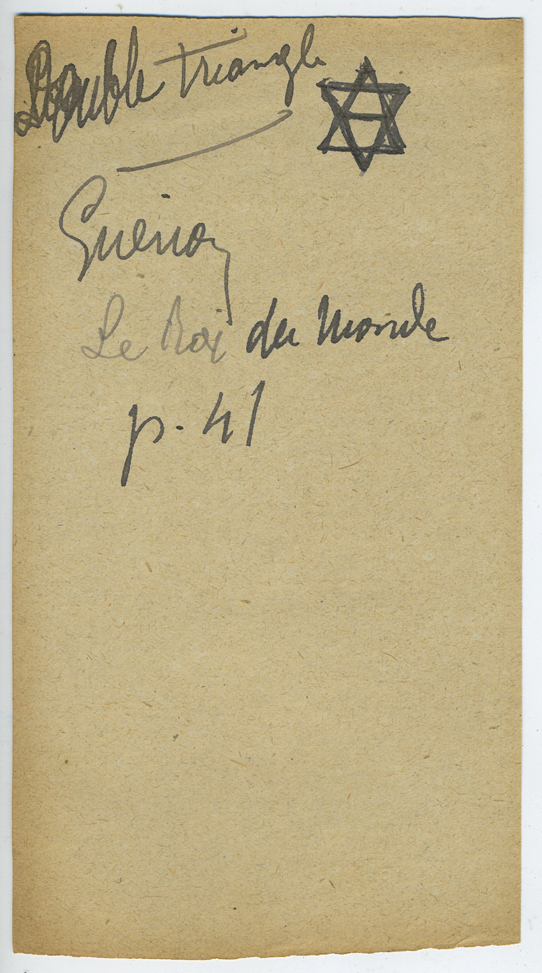 Double triangle
Guénon
Le Roi du Monde
p. 41